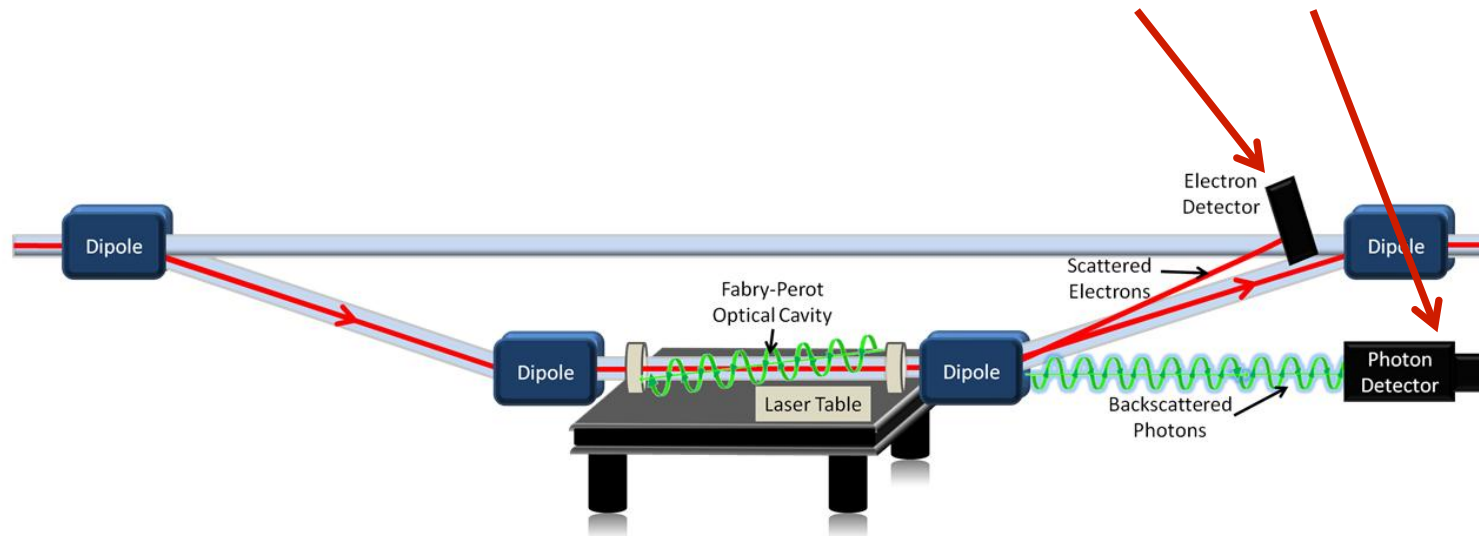 Electron
Detector
Dipole
Dipole
Scattered
Electrons
Fabry-Perot
Optical Cavity
Dipole
Dipole
Photon
Detector
Laser Table
Backscattered
Photons